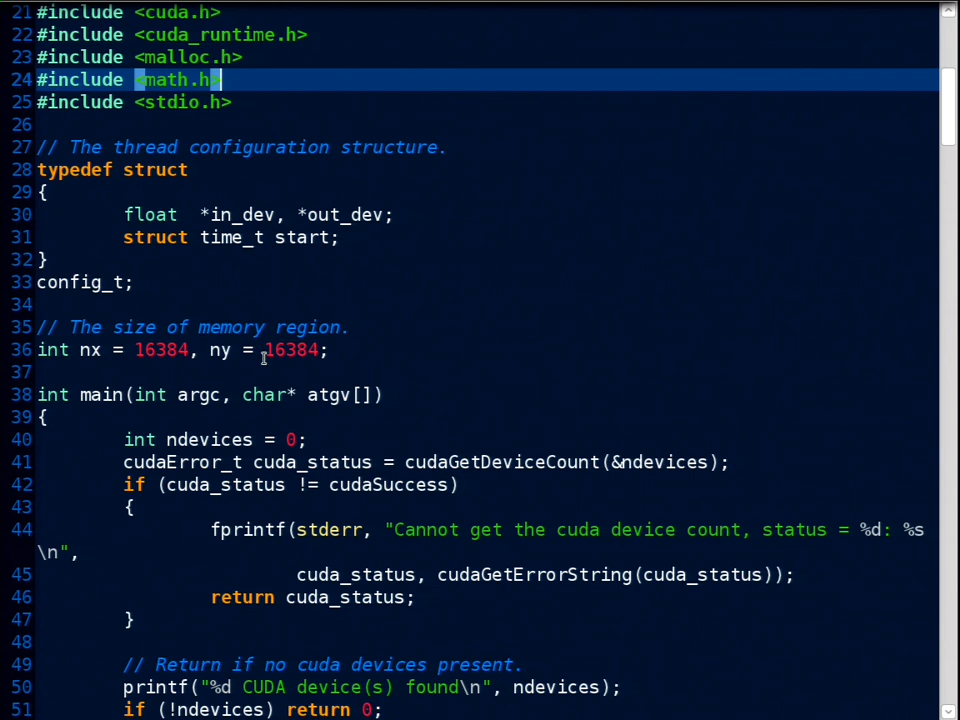 21 #include <cuda.h>
22 #include <cuda_runtime.h>
23 #include <malloc.h>
24 #include <math.h>
25 #include <stdio.h>
26
27 // The thread configuration structure.
28 typedef struct
29 {
30         float  *in_dev, *out_dev;
31         struct time_t start;
32 }
33 config_t;
34
35 // The size of memory region.
36 int nx = 16384, ny = 16384;
37
38 int main(int argc, char* atgv[])
39 {
40         int ndevices = 0;
41         cudaError_t cuda_status = cudaGetDeviceCount(&ndevices);
42         if (cuda_status != cudaSuccess)
43         {
44                 fprintf(stderr, "Cannot get the cuda device count, status = %d: %s
\n",
45                         cuda_status, cudaGetErrorString(cuda_status));
46                 return cuda_status;
47         }
48
49         // Return if no cuda devices present.
50         printf("%d CUDA device(s) found\n", ndevices);
51         if (!ndevices) return 0;